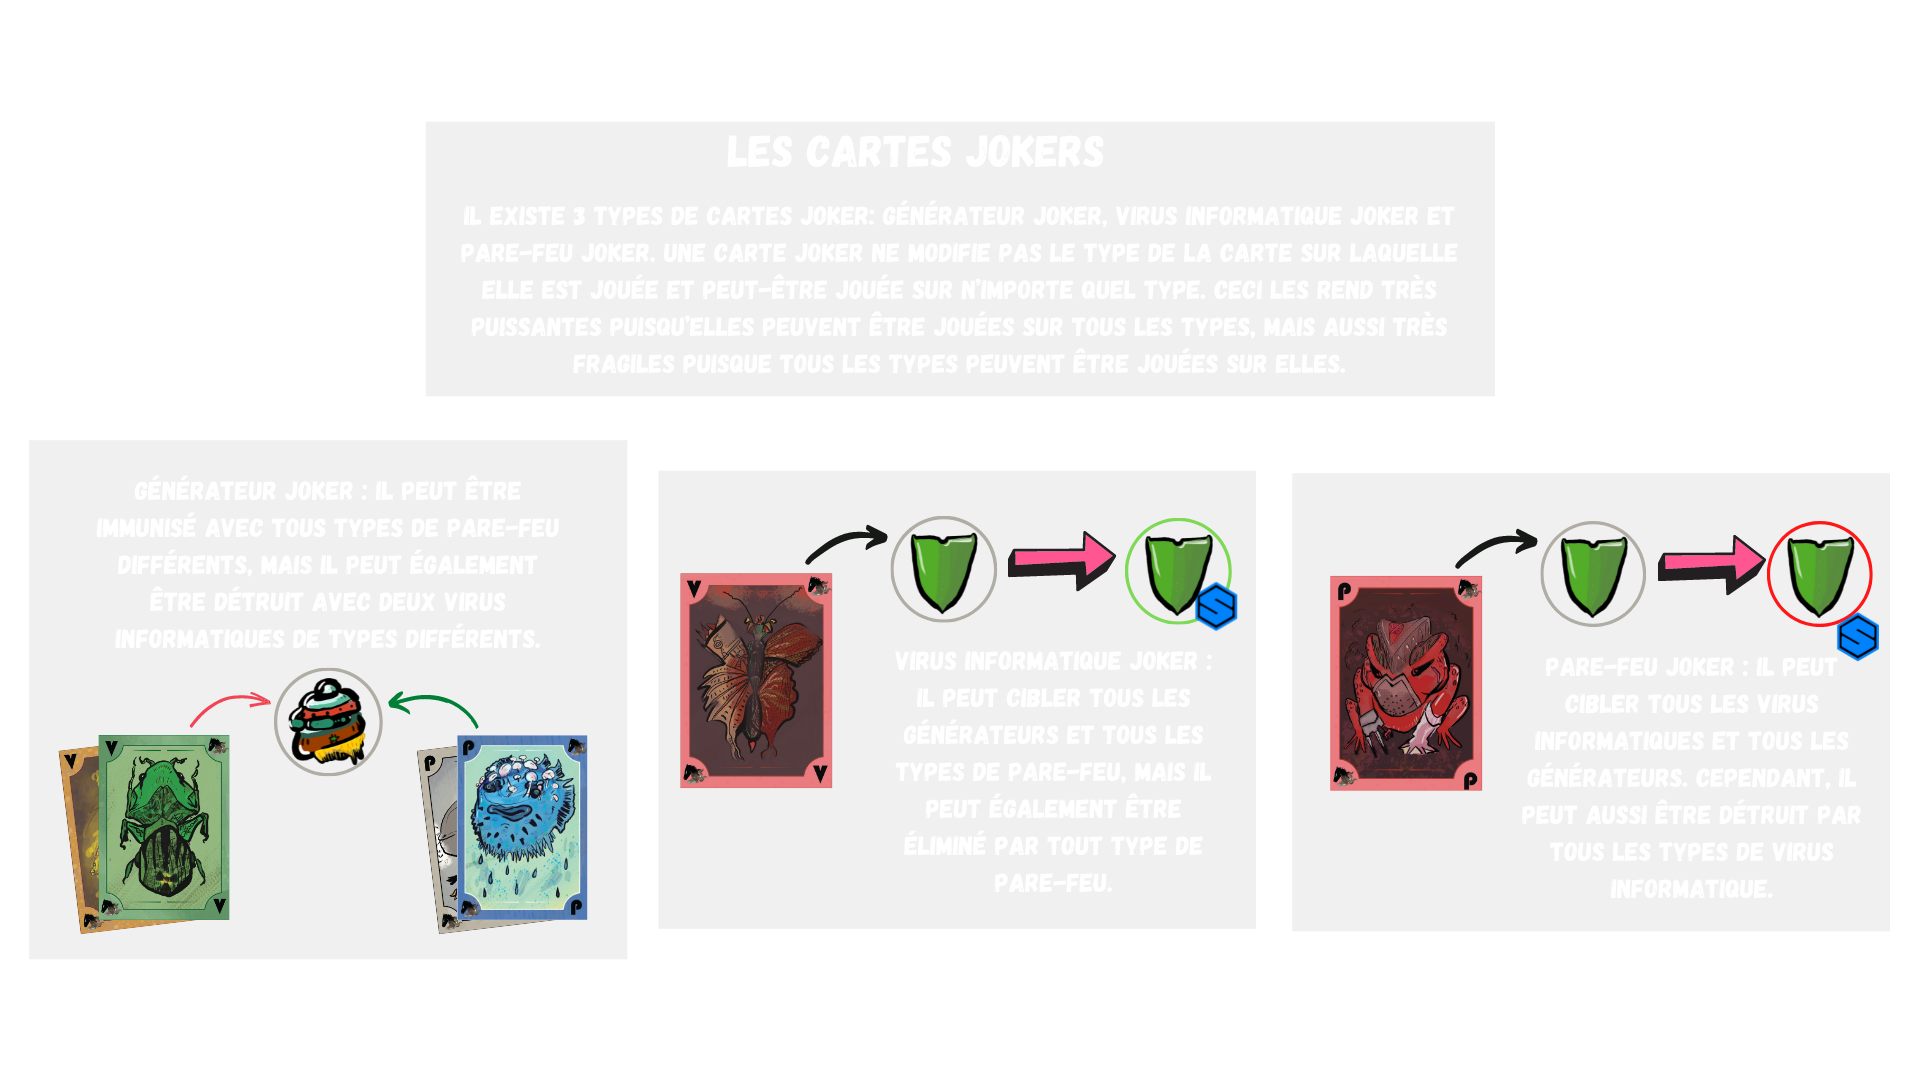 LES CARTES JOKERS
IL EXISTE 3 TYPES DE CARTES JOKER: GÉNÉRATEUR JOKER, VIRUS INFORMATIQUE JOKER ET
PARE-FEU JOKER. UNE CARTE JOKER NE MODIFIE PAS LE TYPE DE LA CARTE SUR LAQUELLE
ELLE EST JOUÉE ET PEUT-ÊTRE JOUÉE SUR N'IMPORTE QUEL TYPE. CECI LES REND TRÈS
PUISSANTES PUISQU'ELLES PEUVENT ÊTRE JOUÉES SUR TOUS LES TYPES, MAIS AUSSI TRÈS
FRAGILES PUISQUE TOUS LES TYPES PEUVENT ÊTRE JOUÉES SUR ELLES.
GÉNÉRATEUR JOKER : IL PEUT ÊTRE
IMMUNISÉ AVEC TOUS TYPES DE PARE-FEU
DIFFÉRENTS, MAIS IL PEUT ÉGALEMENT
ÊTRE DÉTRUIT AVEC DEUX VIRUS
INFORMATIQUES DE TYPES DIFFÉRENTS.
V
V
V
P
P
P
V
V
S
VIRUS INFORMATIQUE JOKER :
IL PEUT CIBLER TOUS LES
GÉNÉRATEURS ET TOUS LES
TYPES DE PARE-FEU, MAIS IL
PEUT ÉGALEMENT ÊTRE
ÉLIMINÉ PAR TOUT TYPE DE
PARE-FEU.
P
P
S
PARE-FEU JOKER : IL PEUT
CIBLER TOUS LES VIRUS
INFORMATIQUES ET TOUS LES
GÉNÉRATEURS. CEPENDANT, IL
PEUT AUSSI ÊTRE DÉTRUIT PAR
TOUS LES TYPES DE VIRUS
INFORMATIQUE.